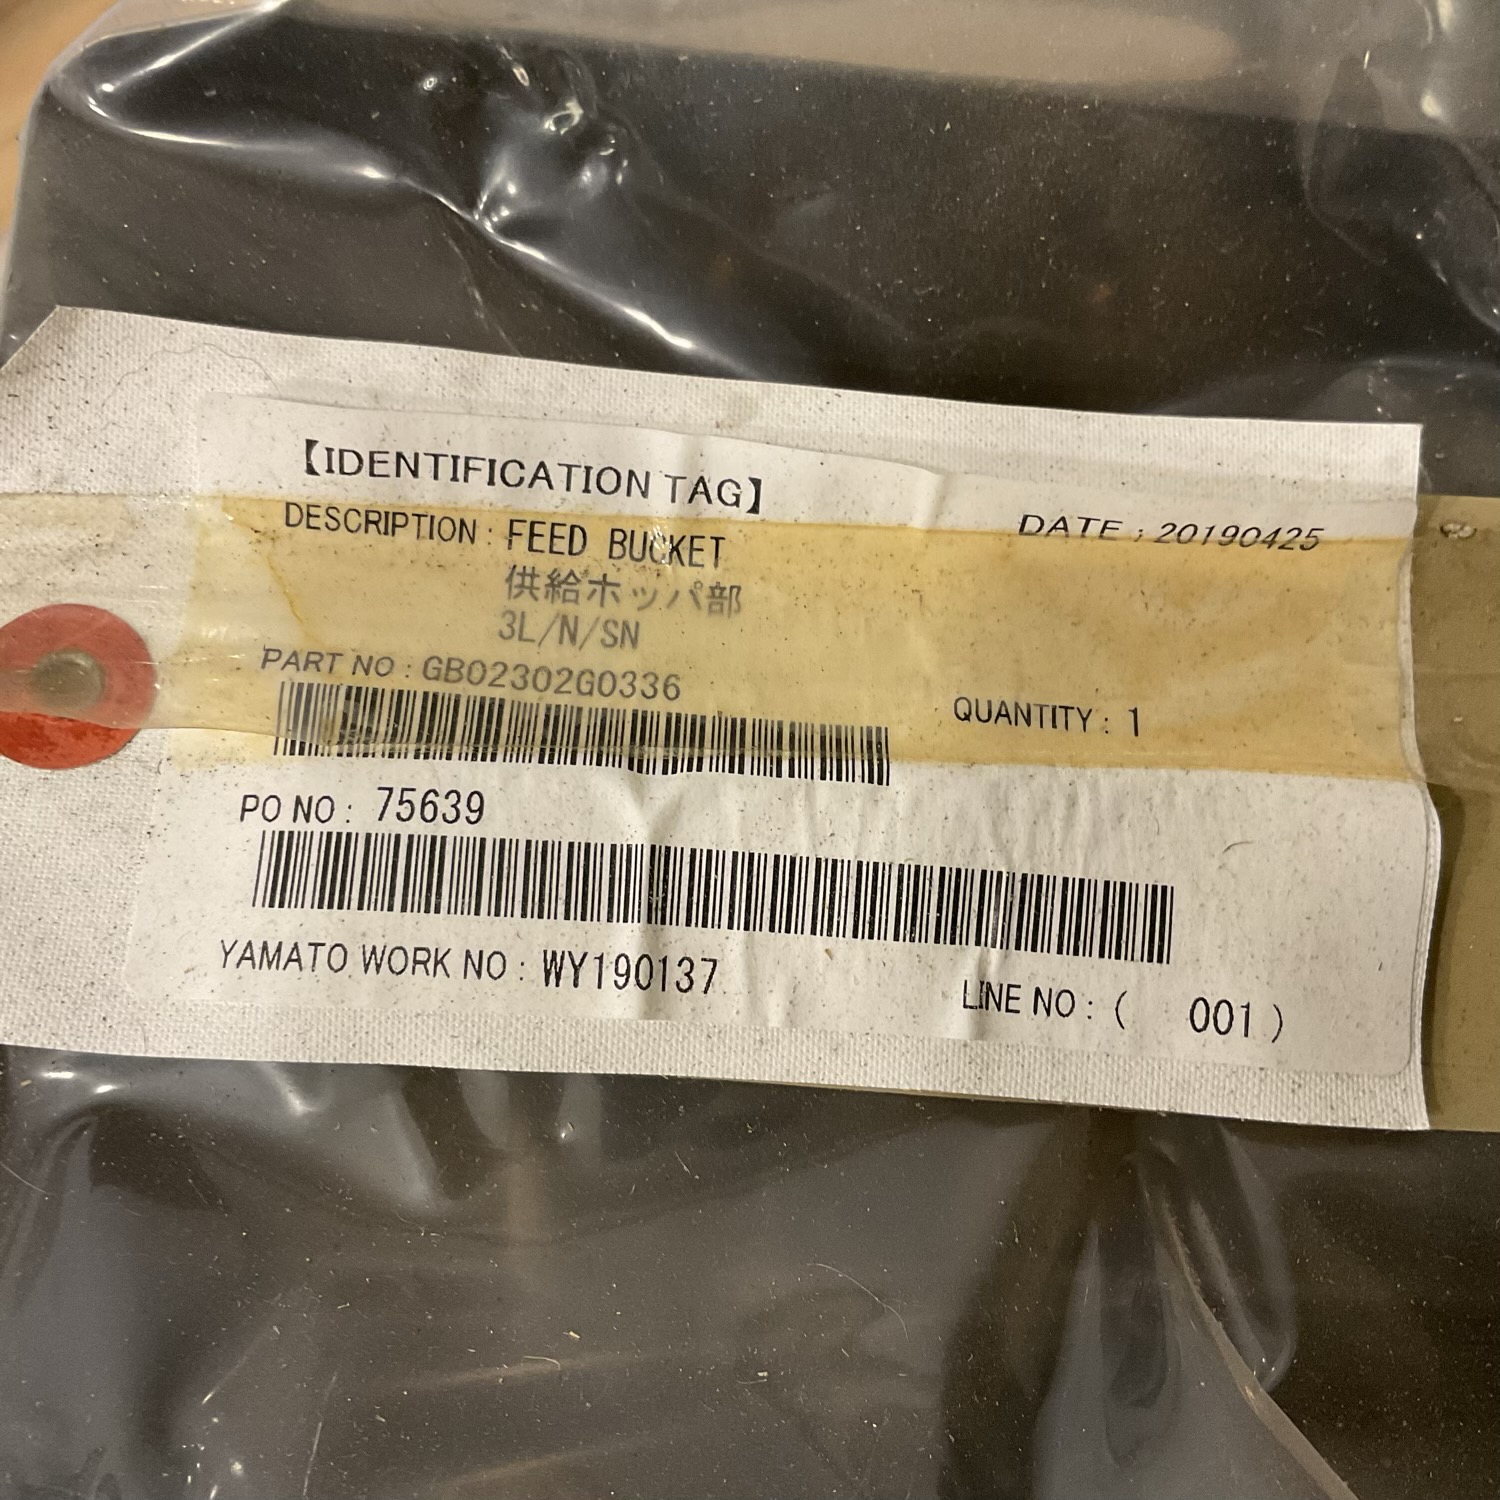 【IDENTIFICATION TAG】
DESCRIPTION : FEED BUCKET
DATE : 20190425
供給ホッパ部
3L/N/SN
PART NO : GB02302G0336
QUANTITY : 1
PO NO : 75639
YAMATO WORK NO : WY190137
LINE NO : ( 001 )